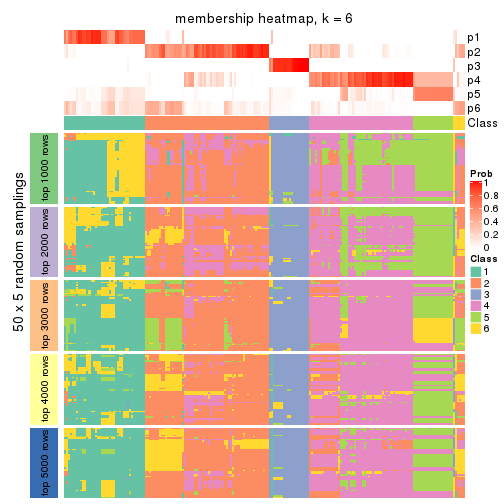 membership heatmap, k = 6
p1
p2
p3
p4
p5
p6
Class
50 x 5 random samplings
top 1000 rows
top 2000 rows
top 3000 rows
top 4000 rows
top 5000 rows
Prob
1
0.8
0.6
0.4
0.2
0
Class
1
2
3
4
5
6